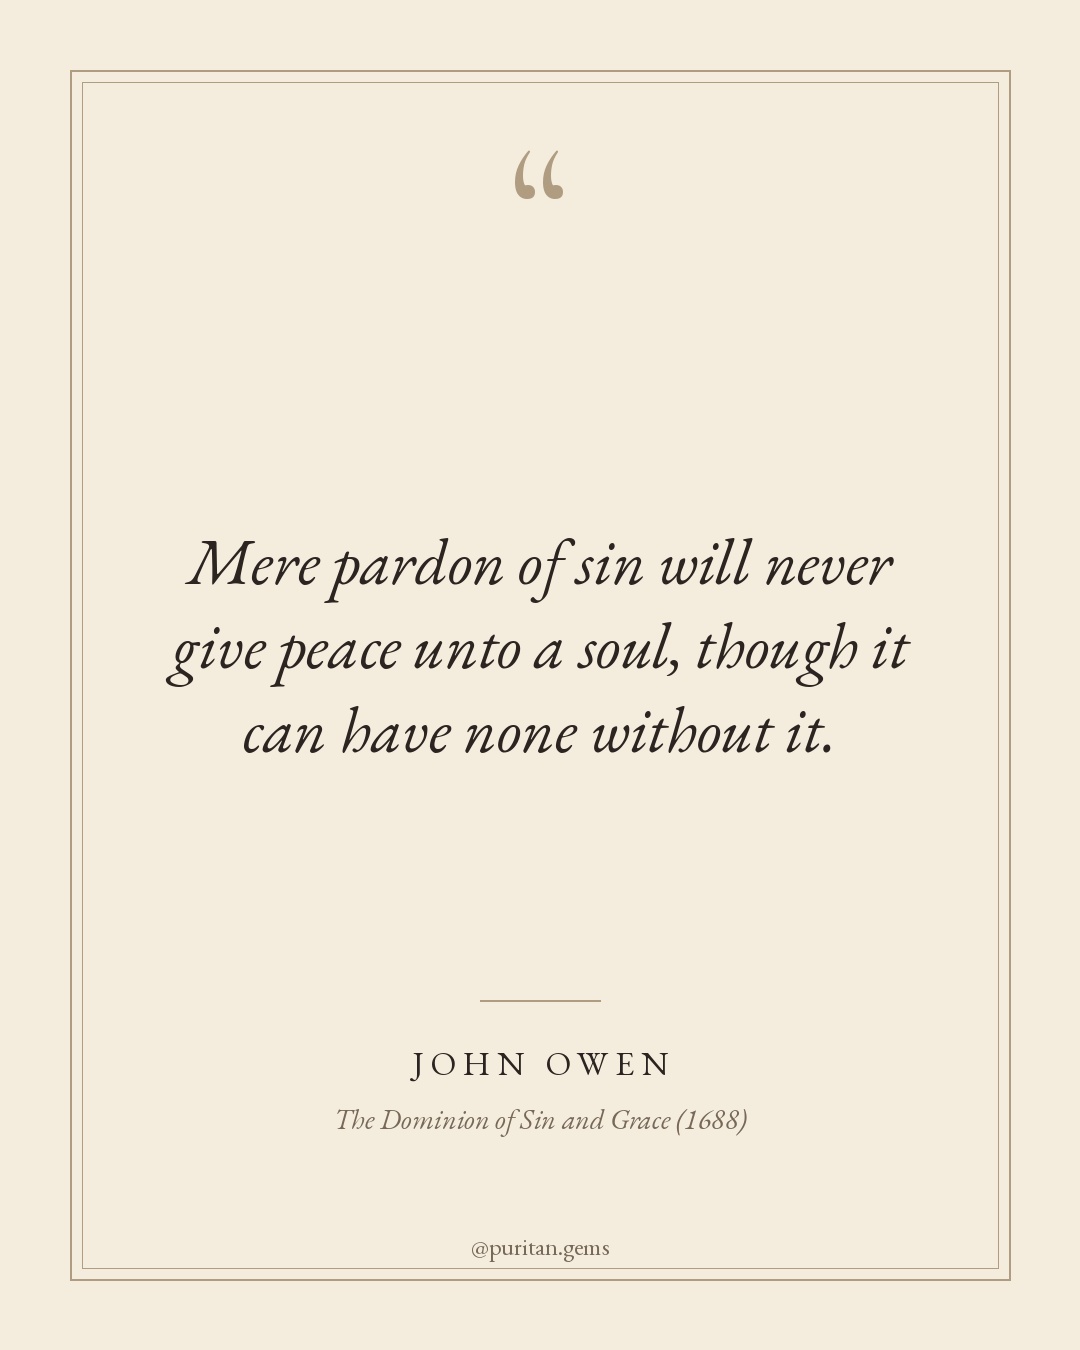 “
Mere pardon of sin will never
give peace unto a soul, though it
can have none without it.
JOHN OWEN
The Dominion of Sin and Grace (1688)
@puritan.gems